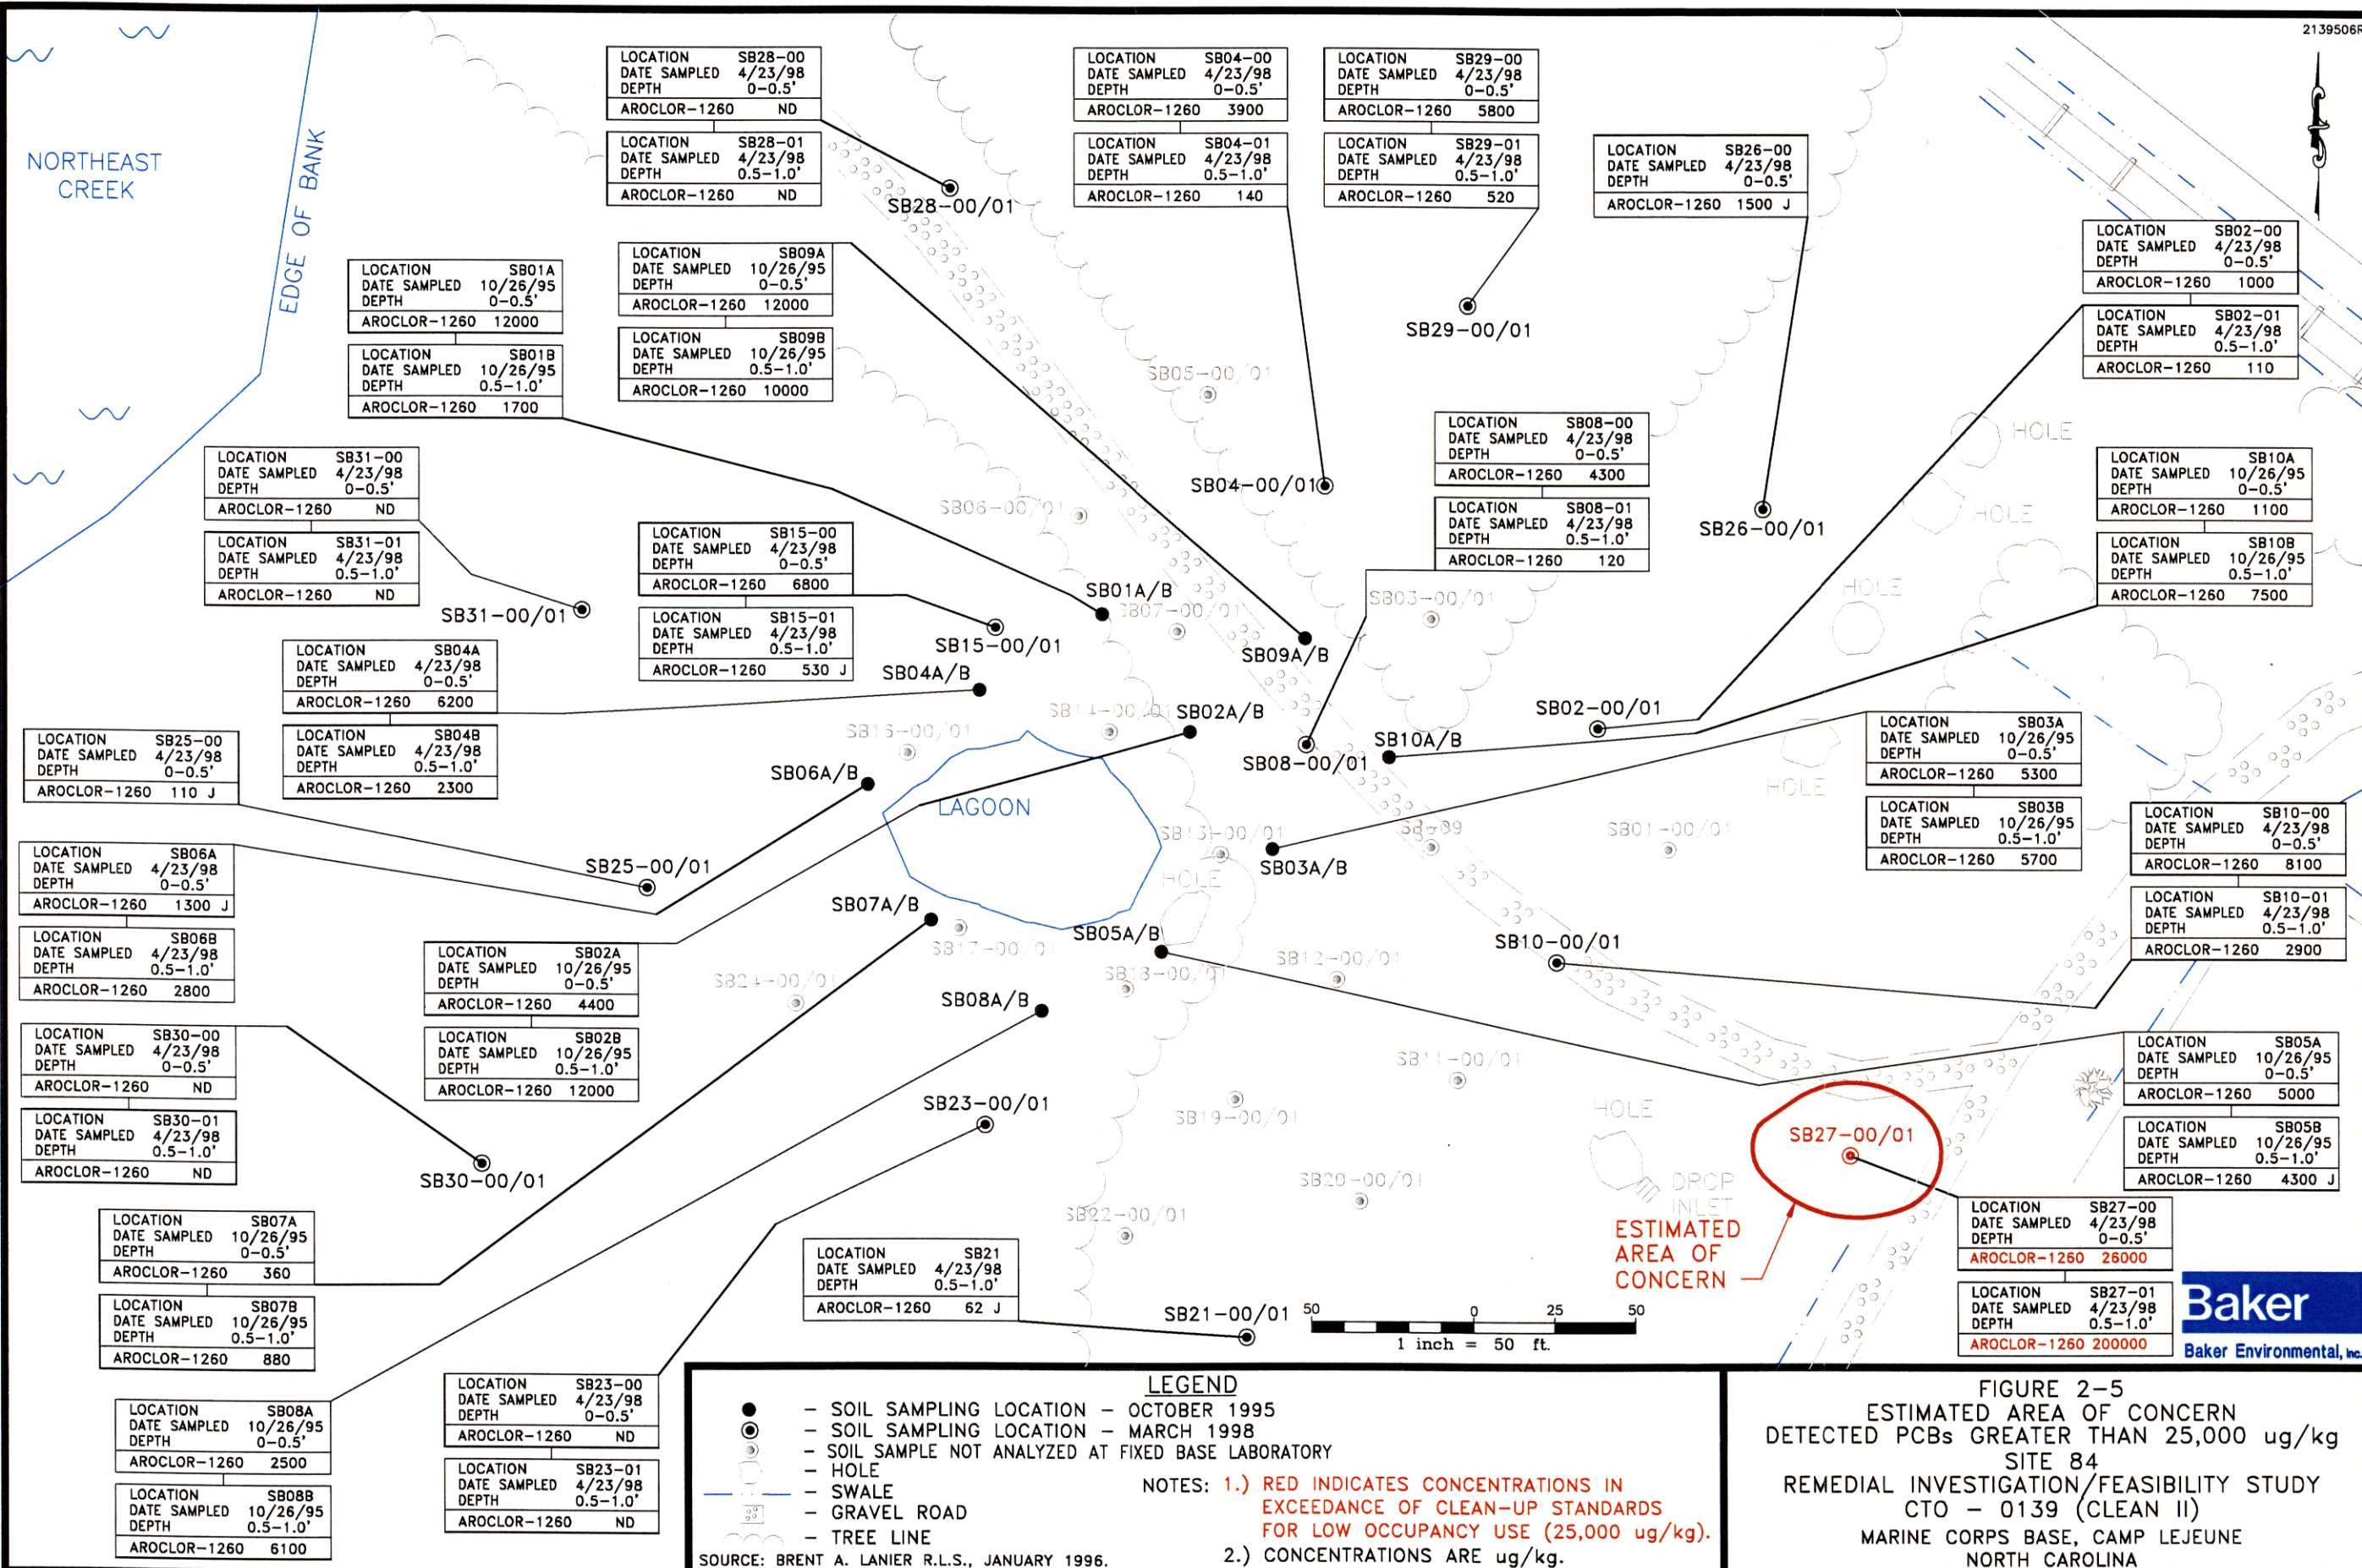 2139506R
NORTHEAST
CREEK
EDGE OF BANK
LOCATION SB28-00
DATE SAMPLED 4/23/98
DEPTH 0-0.5'
AROCLOR-1260 ND
LOCATION SB28-01
DATE SAMPLED 4/23/98
DEPTH 0.5-1.0'
AROCLOR-1260 ND
SB28-00/01
LOCATION SB04-00
DATE SAMPLED 4/23/98
DEPTH 0-0.5'
AROCLOR-1260 3900
LOCATION SB04-01
DATE SAMPLED 4/23/98
DEPTH 0.5-1.0'
AROCLOR-1260 140
LOCATION SB29-00
DATE SAMPLED 4/23/98
DEPTH 0-0.5'
AROCLOR-1260 5800
LOCATION SB29-01
DATE SAMPLED 4/23/98
DEPTH 0.5-1.0'
AROCLOR-1260 520
SB29-00/01
LOCATION SB26-00
DATE SAMPLED 4/23/98
DEPTH 0-0.5'
AROCLOR-1260 1500 J
LOCATION SB02-00
DATE SAMPLED 4/23/98
DEPTH 0-0.5'
AROCLOR-1260 1000
LOCATION SB02-01
DATE SAMPLED 4/23/98
DEPTH 0.5-1.0'
AROCLOR-1260 110
LOCATION SB01A
DATE SAMPLED 10/26/95
DEPTH 0-0.5'
AROCLOR-1260 12000
LOCATION SB01B
DATE SAMPLED 10/26/95
DEPTH 0.5-1.0'
AROCLOR-1260 1700
LOCATION SB09A
DATE SAMPLED 10/26/95
DEPTH 0-0.5'
AROCLOR-1260 12000
LOCATION SB09B
DATE SAMPLED 10/26/95
DEPTH 0.5-1.0'
AROCLOR-1260 10000
SB05-00/01
LOCATION SB08-00
DATE SAMPLED 4/23/98
DEPTH 0-0.5'
AROCLOR-1260 4300
LOCATION SB08-01
DATE SAMPLED 4/23/98
DEPTH 0.5-1.0'
AROCLOR-1260 120
HOLE
HOLE
HOLE
LOCATION SB10A
DATE SAMPLED 10/26/95
DEPTH 0-0.5'
AROCLOR-1260 1100
LOCATION SB10B
DATE SAMPLED 10/26/95
DEPTH 0.5-1.0'
AROCLOR-1260 7500
LOCATION SB31-00
DATE SAMPLED 4/23/98
DEPTH 0-0.5'
AROCLOR-1260 ND
LOCATION SB31-01
DATE SAMPLED 4/23/98
DEPTH 0.5-1.0'
AROCLOR-1260 ND
SB31-00/01
SB04-00/01
SB06-00/01
SB26-00/01
LOCATION SB15-00
DATE SAMPLED 4/23/98
DEPTH 0-0.5'
AROCLOR-1260 6800
LOCATION SB15-01
DATE SAMPLED 4/23/98
DEPTH 0.5-1.0'
AROCLOR-1260 530 J
SB01A/B
SB07-00/01
SB03-00/01
SB15-00/01
SB09A/B
LOCATION SB04A
DATE SAMPLED 4/23/98
DEPTH 0-0.5'
AROCLOR-1260 6200
LOCATION SB04B
DATE SAMPLED 4/23/98
DEPTH 0.5-1.0'
AROCLOR-1260 2300
SB04A/B
SB14-00/01
SB02A/B
SB02-00/01
SB16-00/01
SB10A/B
SB08-00/01
HOLE
LOCATION SB03A
DATE SAMPLED 10/26/95
DEPTH 0-0.5'
AROCLOR-1260 5300
LOCATION SB03B
DATE SAMPLED 10/26/95
DEPTH 0.5-1.0'
AROCLOR-1260 5700
LOCATION SB25-00
DATE SAMPLED 4/23/98
DEPTH 0-0.5'
AROCLOR-1260 110 J
SB06A/B
LAGOON
SB13-00/01
SB-09
SB01-00/01
SB03A/B
HOLE
SB25-00/01
LOCATION SB10-00
DATE SAMPLED 4/23/98
DEPTH 0-0.5'
AROCLOR-1260 8100
LOCATION SB10-01
DATE SAMPLED 4/23/98
DEPTH 0.5-1.0'
AROCLOR-1260 2900
LOCATION SB06A
DATE SAMPLED 4/23/98
DEPTH 0-0.5'
AROCLOR-1260 1300 J
LOCATION SB06B
DATE SAMPLED 4/23/98
DEPTH 0.5-1.0'
AROCLOR-1260 2800
SB07A/B
SB17-00/01
SB05A/B
SB10-00/01
SB12-00/01
SB18-00/01
SB24-00/01
SB08A/B
LOCATION SB02A
DATE SAMPLED 10/26/95
DEPTH 0-0.5'
AROCLOR-1260 4400
LOCATION SB02B
DATE SAMPLED 10/26/95
DEPTH 0.5-1.0'
AROCLOR-1260 12000
LOCATION SB30-00
DATE SAMPLED 4/23/98
DEPTH 0-0.5'
AROCLOR-1260 ND
LOCATION SB30-01
DATE SAMPLED 4/23/98
DEPTH 0.5-1.0'
AROCLOR-1260 ND
SB30-00/01
SB11-00/01
SB23-00/01
SB19-00/01
HOLE
SB27-00/01
LOCATION SB05A
DATE SAMPLED 10/26/95
DEPTH 0-0.5'
AROCLOR-1260 5000
LOCATION SB05B
DATE SAMPLED 10/26/95
DEPTH 0.5-1.0'
AROCLOR-1260 4300 J
SB20-00/01
DROP
INLET
SB22-00/01
ESTIMATED
AREA OF
CONCERN
LOCATION SB27-00
DATE SAMPLED 4/23/98
DEPTH 0-0.5'
AROCLOR-1260 26000
LOCATION SB27-01
DATE SAMPLED 4/23/98
DEPTH 0.5-1.0'
AROCLOR-1260 200000
LOCATION SB07A
DATE SAMPLED 10/26/95
DEPTH 0-0.5'
AROCLOR-1260 360
LOCATION SB07B
DATE SAMPLED 10/26/95
DEPTH 0.5-1.0'
AROCLOR-1260 880
LOCATION SB21
DATE SAMPLED 4/23/98
DEPTH 0.5-1.0'
AROCLOR-1260 62 J
SB21-00/01
50 0 25 50
1 inch = 50 ft.
Baker
Baker Environmental, Inc.
LOCATION SB08A
DATE SAMPLED 10/26/95
DEPTH 0-0.5'
AROCLOR-1260 2500
LOCATION SB08B
DATE SAMPLED 10/26/95
DEPTH 0.5-1.0'
AROCLOR-1260 6100
LOCATION SB23-00
DATE SAMPLED 4/23/98
DEPTH 0-0.5'
AROCLOR-1260 ND
LOCATION SB23-01
DATE SAMPLED 4/23/98
DEPTH 0.5-1.0'
AROCLOR-1260 ND
LEGEND
- SOIL SAMPLING LOCATION - OCTOBER 1995
- SOIL SAMPLING LOCATION - MARCH 1998
- SOIL SAMPLE NOT ANALYZED AT FIXED BASE LABORATORY
- HOLE
- SWALE
- GRAVEL ROAD
- TREE LINE
SOURCE: BRENT A. LANIER R.L.S., JANUARY 1996.
NOTES: 1.) RED INDICATES CONCENTRATIONS IN
EXCEEDANCE OF CLEAN-UP STANDARDS
FOR LOW OCCUPANCY USE (25,000 ug/kg).
2.) CONCENTRATIONS ARE ug/kg.
FIGURE 2-5
ESTIMATED AREA OF CONCERN
DETECTED PCBs GREATER THAN 25,000 ug/kg
SITE 84
REMEDIAL INVESTIGATION/FEASIBILITY STUDY
CTO - 0139 (CLEAN II)
MARINE CORPS BASE, CAMP LEJEUNE
NORTH CAROLINA